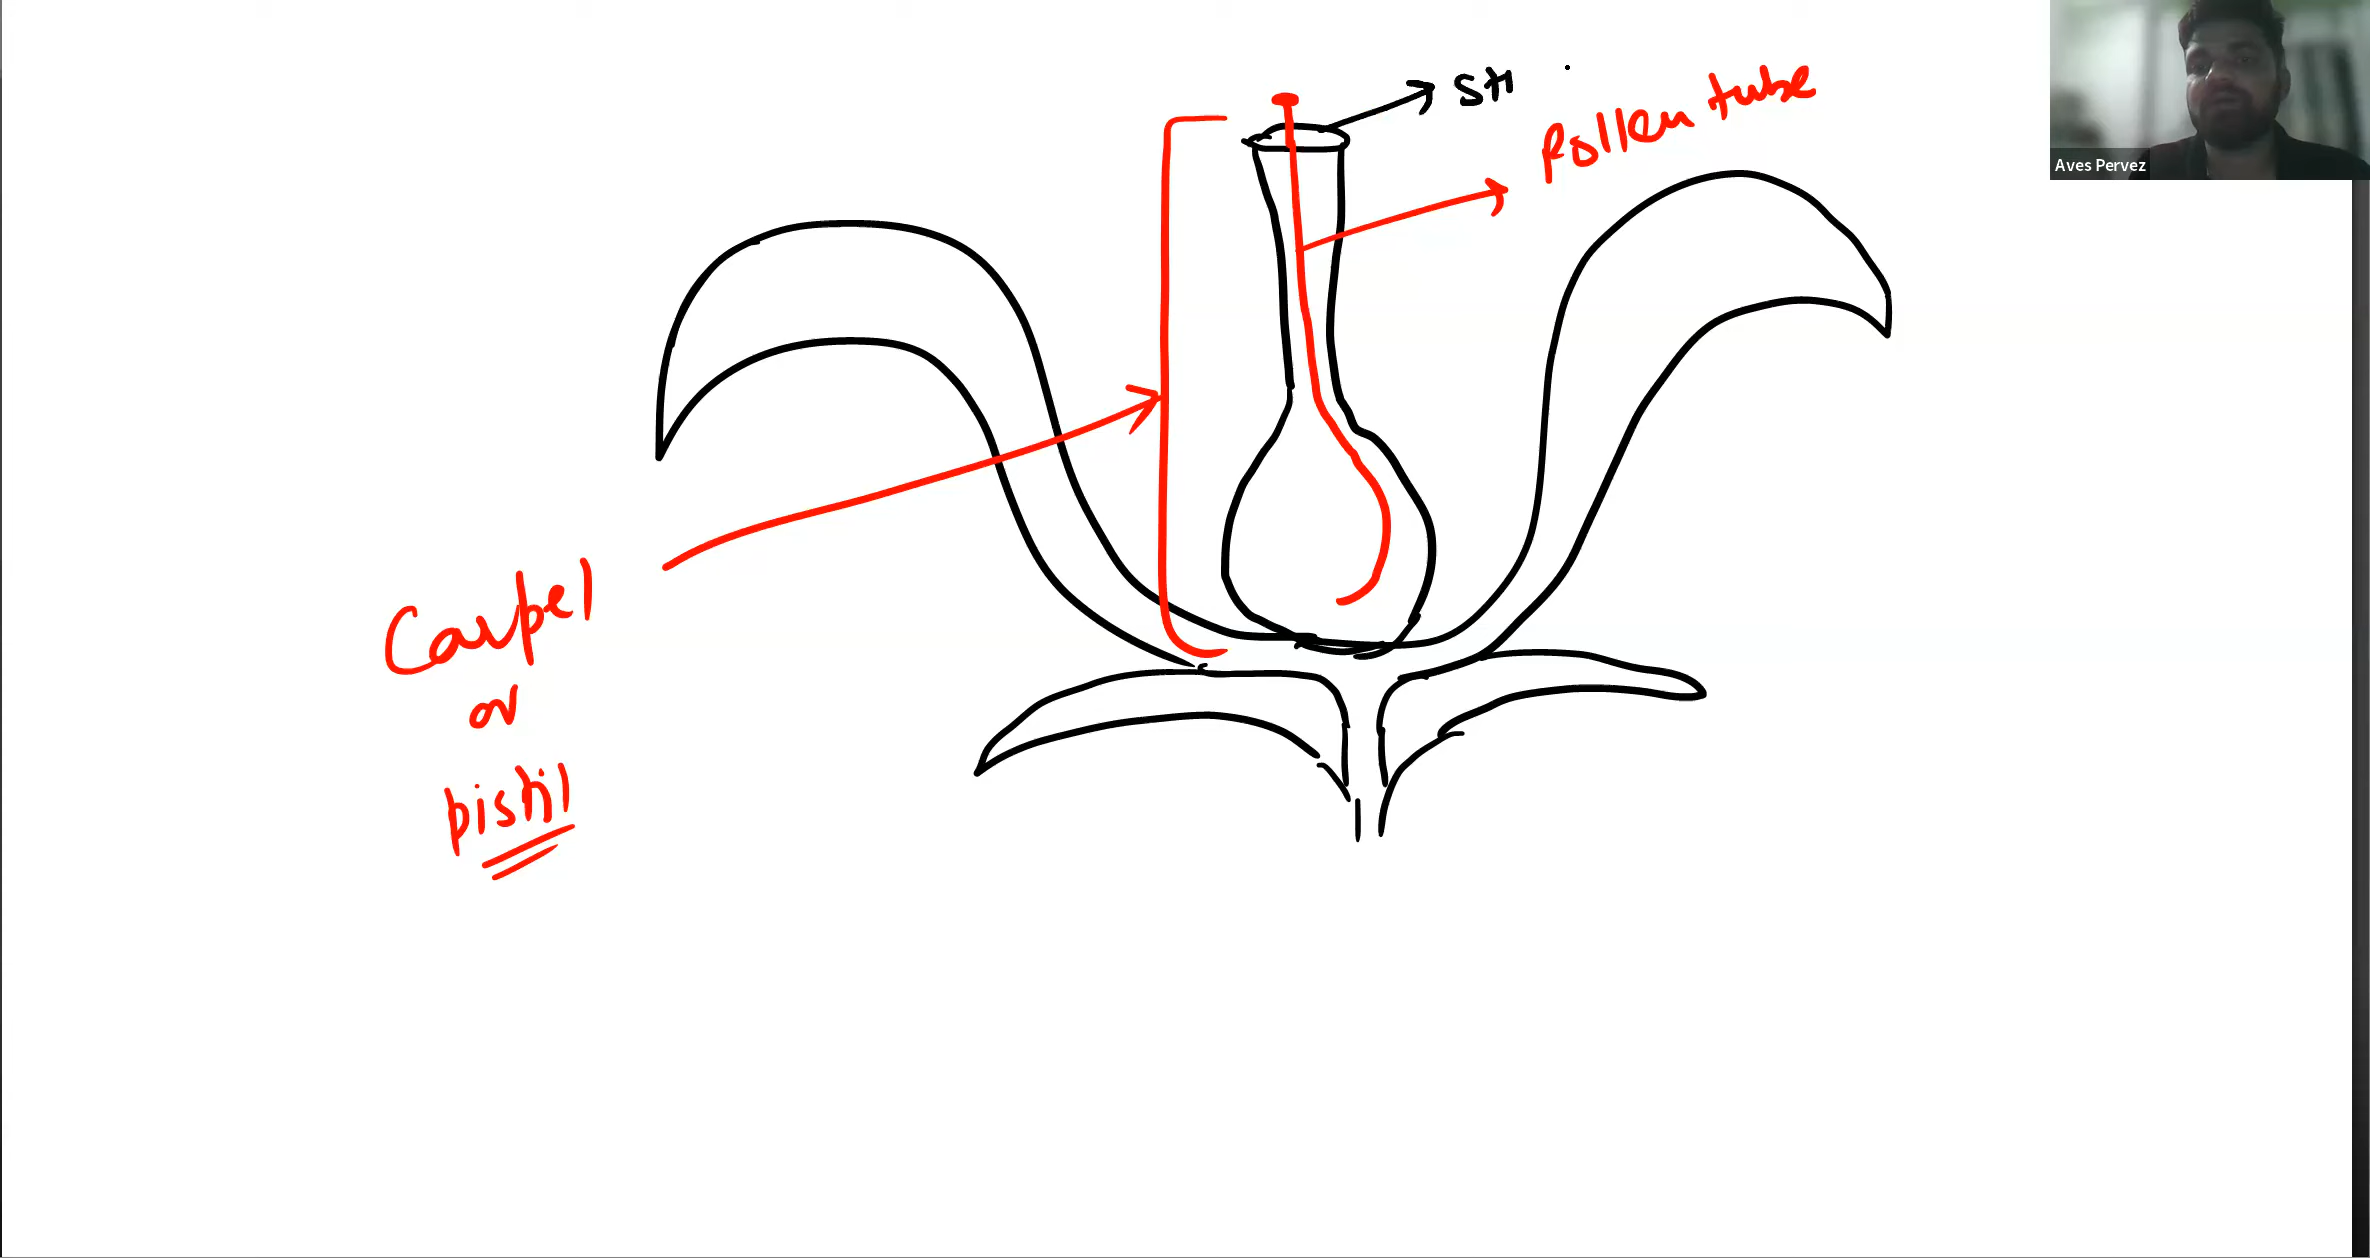 Sti
Pollen tube
Aves Pervez
Carpel
or
pistil